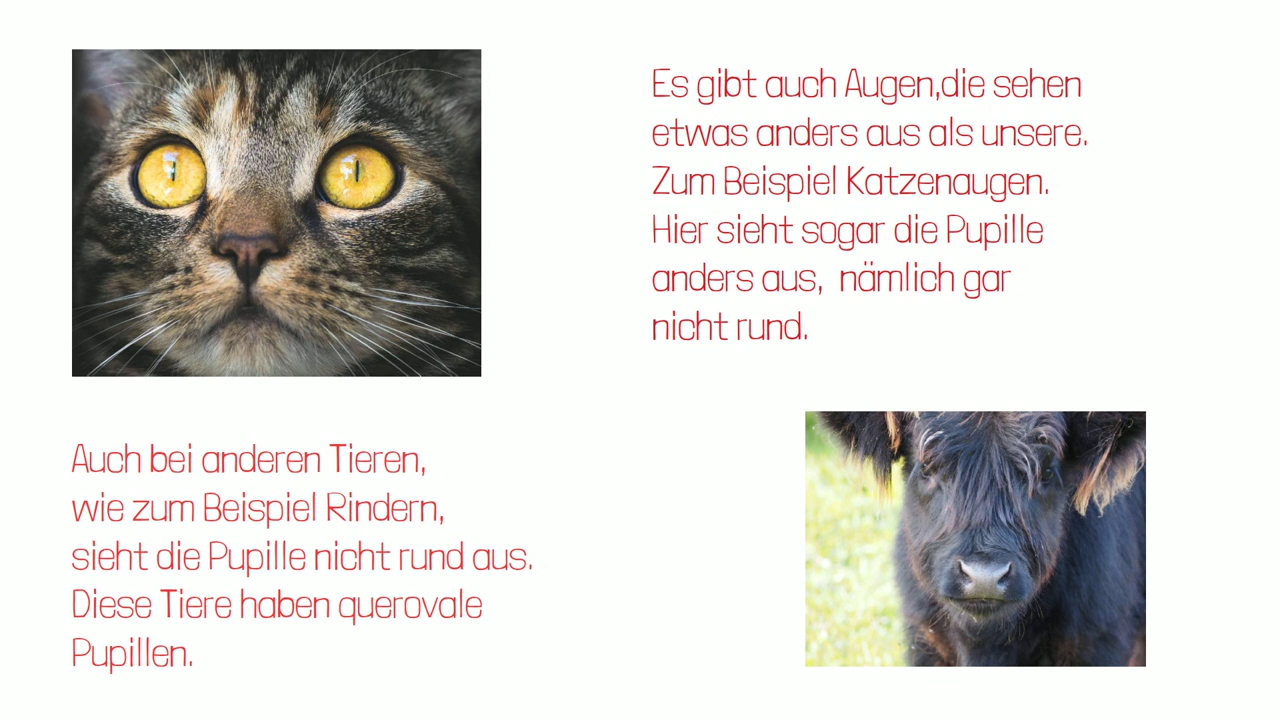 Es gibt auch Augen,die sehen
etwas anders aus als unsere.
Zum Beispiel Katzenaugen.
Hier sieht sogar die Pupille
anders aus,  nämlich gar
nicht rund.
Auch bei anderen Tieren,
wie zum Beispiel Rindern,
sieht die Pupille nicht rund aus.
Diese Tiere haben querovale
Pupillen.